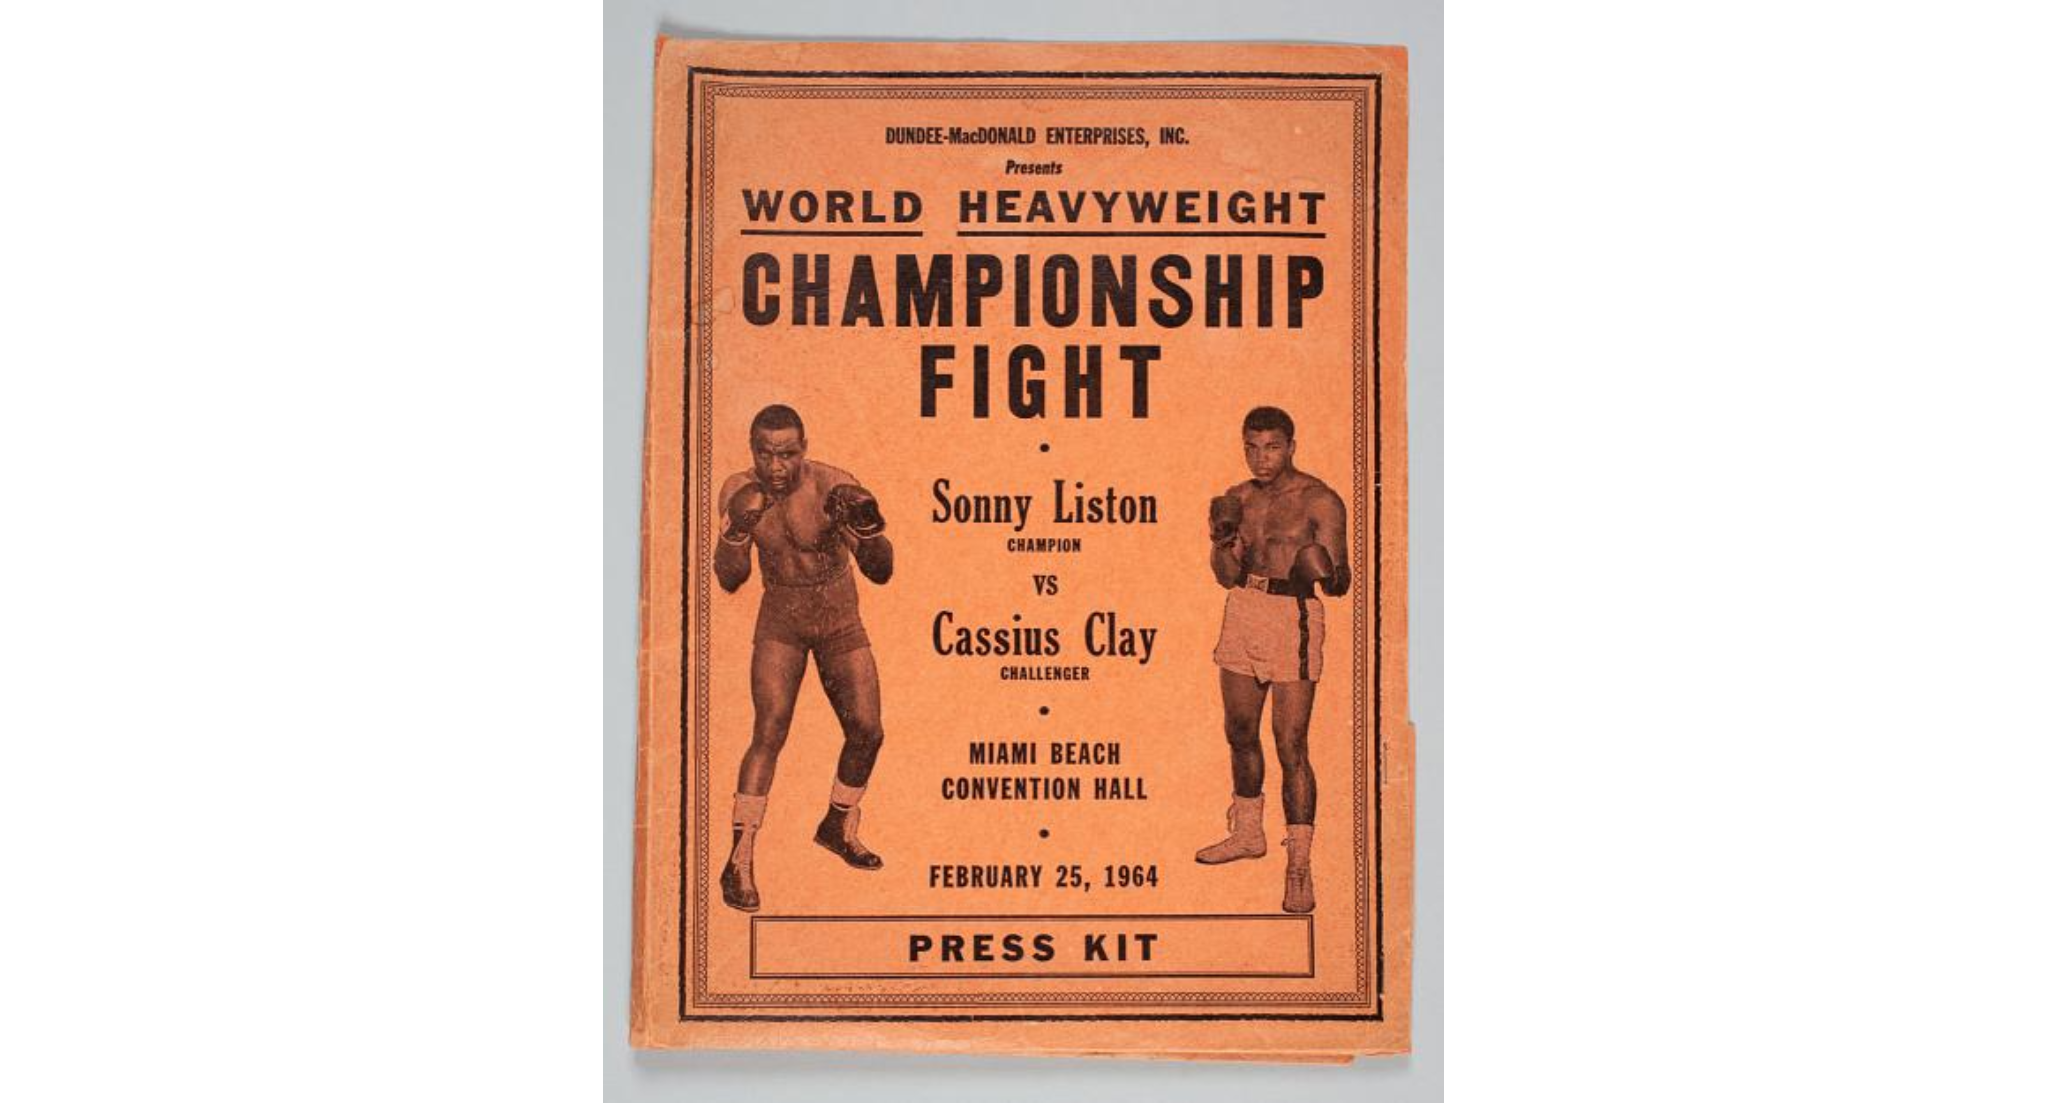 DUNDEE-MacDONALD ENTERPRISES, INC.
Presents
WORLD HEAVYWEIGHT
CHAMPIONSHIP
FIGHT
•
Sonny Liston
CHAMPION
VS
Cassius Clay
CHALLENGER
•
MIAMI BEACH
CONVENTION HALL
•
FEBRUARY 25, 1964
PRESS KIT